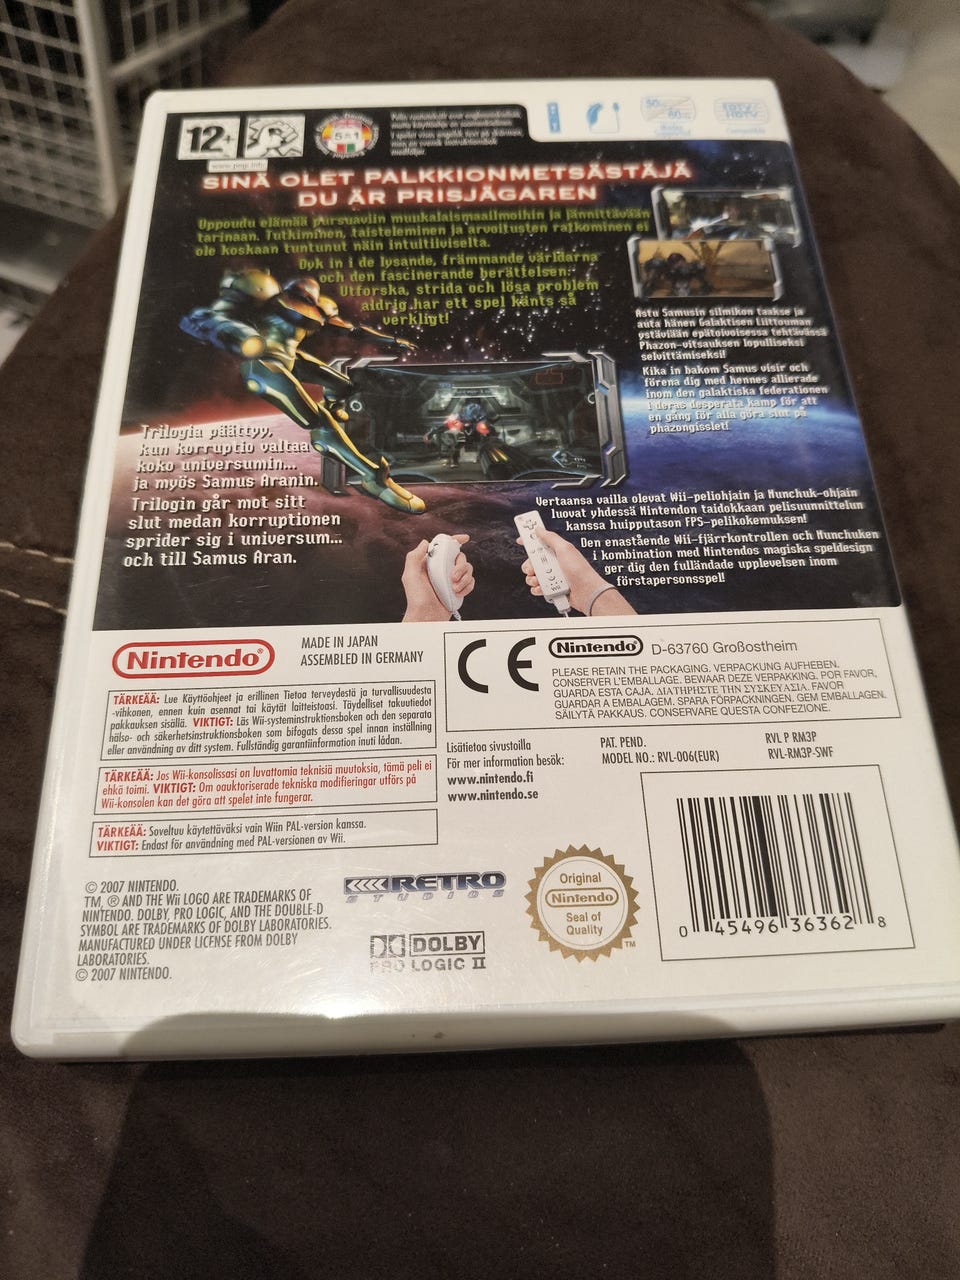 12+
www.pegi.info
5 in 1
50Hz
60Hz
EDTV/
HDTV
Compatible
SINÄ OLET PALKKIONMETSÄSTÄJÄ
DU ÄR PRISJÄGAREN
Uppoudu elämää pursuaviin muukalaismaailmoihin ja jännittävään
tarinaan. Tutkiminen, taisteleminen ja arvoitusten ratkominen ei
ole koskaan tuntunut näin intuitiiviselta.
Dyk in i de lysande, främmande världarna
och den fascinerande berättelsen.
Utforska, strida och lösa problem
aldrig har ett spel känts så
verkligt!
Astu Samusin silmikon taakse ja
auta hänen Galaktisen Liittouman
ystäviään epätoivoisessa tehtävässä
Phazon-vitsauksen lopulliseksi
selvittämiseksi!
Kika in bakom Samus visir och
förena dig med hennes allierade
inom den galaktiska federationen
i deras desperata kamp för att
en gång för alla göra slut på
phazongisslet!
Trilogia päättyy,
kun korruptio valtaa
koko universumin...
ja myös Samus Aranin.
Trilogin går mot sitt
slut medan korruptionen
sprider sig i universum...
och till Samus Aran.
Vertaansa vailla olevat Wii-peliohjain ja Nunchuk-ohjain
luovat yhdessä Nintendon taidokkaan pelisuunnittelun
kanssa huipputason FPS-pelikokemuksen!
Den enastående Wii-fjärrkontrollen och Nunchuken
i kombination med Nintendos magiska speldesign
ger dig den fulländade upplevelsen inom
förstapersonsspel!
Nintendo®
MADE IN JAPAN
ASSEMBLED IN GERMANY
TÄRKEÄÄ: Lue Käyttöohjeet ja erillinen Tietoa terveydestä ja turvallisuudesta
-vihkonen, ennen kuin asennat tai käytät laitteistoasi. Täydelliset takuutiedot
pakkauksen sisällä. VIKTIGT: Läs Wii-systeminstruktionsboken och den separata
hälso- och säkerhetsinstruktionsboken som bifogats dessa spel innan inställning
eller användning av ditt system. Fullständig garantiinformation inuti lådan.
TÄRKEÄÄ: Jos Wii-konsolissasi on luvattomia teknisiä muutoksia, tämä peli ei
ehkä toimi. VIKTIGT: Om oauktoriserade tekniska modifieringar utförs på
Wii-konsolen kan det göra att spelet inte fungerar.
TÄRKEÄÄ: Soveltuu käytettäväksi vain Wiin PAL-version kanssa.
VIKTIGT: Endast för användning med PAL-versionen av Wii.
CE
Nintendo® D-63760 Großostheim
PLEASE RETAIN THE PACKAGING. VERPACKUNG AUFHEBEN.
CONSERVER L'EMBALLAGE. BEWAAR DEZE VERPAKKING. POR FAVOR,
GUARDA ESTA CAJA. ΔΙΑΤΗΡΗΣΤΕ ΤΗΝ ΣΥΣΚΕΥΑΣΙΑ. FAVOR
GUARDAR A EMBALAGEM. SPARA FÖRPACKNINGEN. GEM EMBALLAGEN.
SÄILYTÄ PAKKAUS. CONSERVARE QUESTA CONFEZIONE.
Lisätietoa sivustoilla
För mer information besök:
www.nintendo.fi
www.nintendo.se
PAT. PEND.
MODEL NO.: RVL-006(EUR)
RVL P RM3P
RVL-RM3P-SWF
© 2007 NINTENDO.
TM, ® AND THE Wii LOGO ARE TRADEMARKS OF
NINTENDO. DOLBY, PRO LOGIC, AND THE DOUBLE-D
SYMBOL ARE TRADEMARKS OF DOLBY LABORATORIES.
MANUFACTURED UNDER LICENSE FROM DOLBY
LABORATORIES.
© 2007 NINTENDO.
RETRO
STUDIOS
DOLBY
PRO LOGIC II
Original
Nintendo
Seal of
Quality
TM
0 45496 36362 8